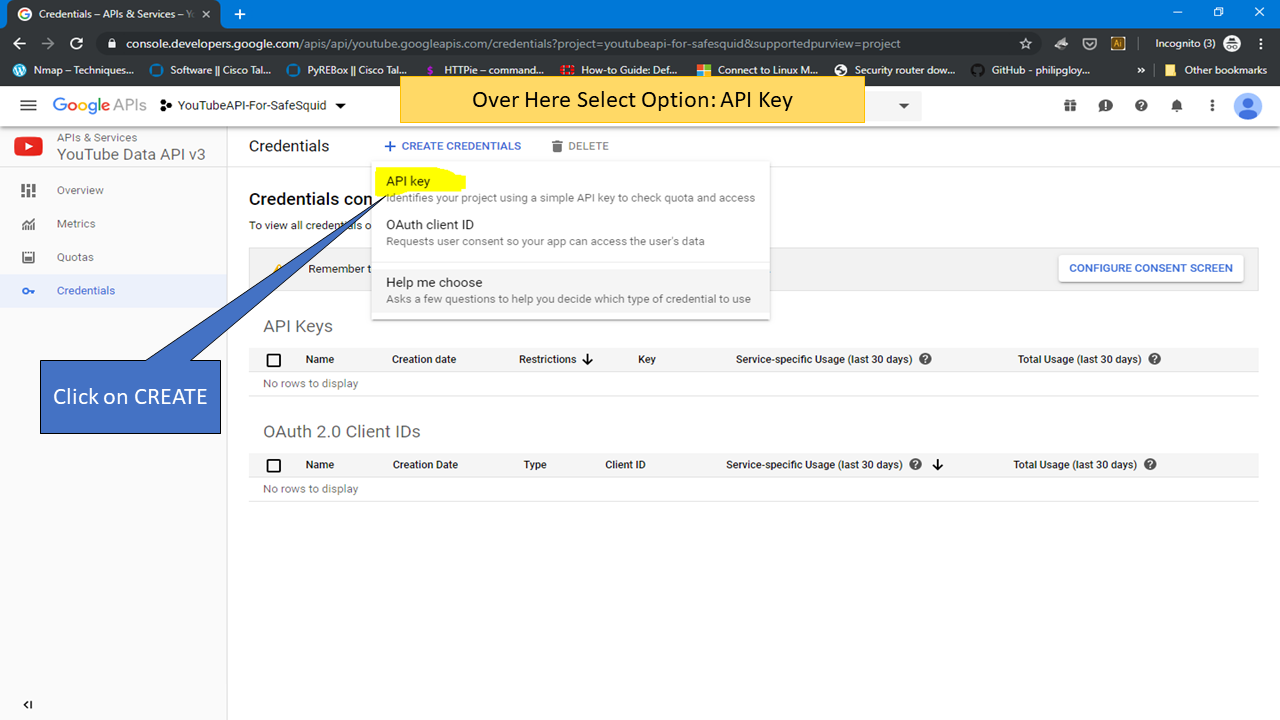 Credentials – APIs & Services – Y
console.developers.google.com/apis/api/youtube.googleapis.com/credentials?project=youtubeapi-for-safesquid&supportedpurview=project
Ai
Incognito (3)
Nmap – Techniques...
Software || Cisco Tal...
PyREBox || Cisco Tal...
HTTPie – comman...
How-to Guide: Def...
Connect to Linux M...
Security router dow...
GitHub - philipgloy...
»
Other bookmarks
Over Here Select Option: API Key
Google APIs
YouTubeAPI-For-SafeSquid
APIs & Services
YouTube Data API v3
Credentials
+ CREATE CREDENTIALS
DELETE
Overview
Metrics
Quotas
Credentials
API key
Identifies your project using a simple API key to check quota and access
OAuth client ID
Requests user consent so your app can access the user's data
Help me choose
Asks a few questions to help you decide which type of credential to use
Credentials con
To view all credentials o
Remember t
CONFIGURE CONSENT SCREEN
Click on CREATE
API Keys
Name Creation date Restrictions Key Service-specific Usage (last 30 days) Total Usage (last 30 days)
No rows to display
OAuth 2.0 Client IDs
Name Creation Date Type Client ID Service-specific Usage (last 30 days) Total Usage (last 30 days)
No rows to display